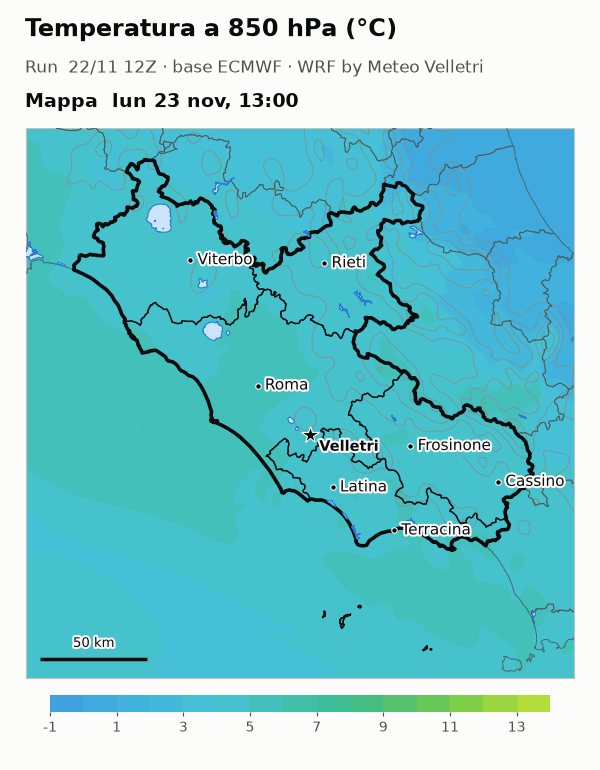 Temperatura a 850 hPa (°C)
Run  22/11 12Z · base ECMWF · WRF by Meteo Velletri
Mappa  lun 23 nov, 13:00
Viterbo
Rieti
Roma
Velletri
Frosinone
Cassino
Latina
Terracina
50 km
-1 1 3 5 7 9 11 13